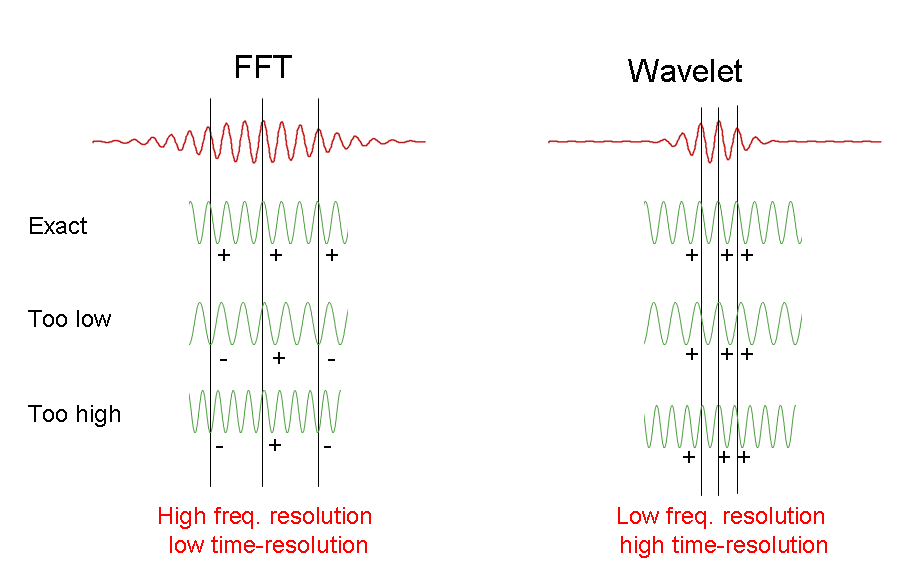 FFT
Wavelet
Exact
+ + +
+ + +
Too low
- + -
+ + +
Too high
- + -
+ + +
High freq. resolution
low time-resolution
Low freq. resolution
high time-resolution